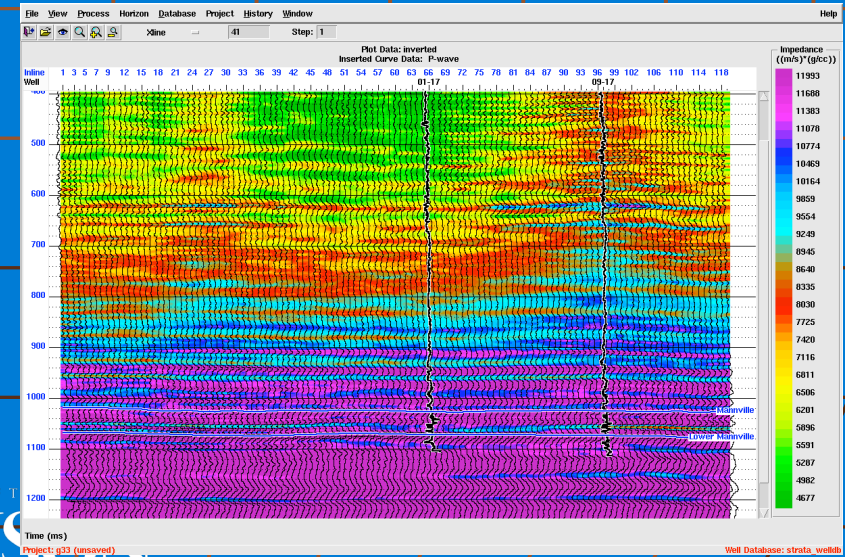 File View Process Horizon Database Project History Window Help
Xline 41 Step: 1
Plot Data: inverted
Inserted Curve Data: P-wave
Inline 1 3 5 7 9 12 15 18 21 24 27 30 33 36 39 42 45 48 51 54 57 60 63 66 69 72 75 78 81 84 87 90 93 96 99 102 106 110 114 118
Well 01-17 09-17
400
500
600
700
800
900
1000
Mannville
Lower Mannville
1100
1200
Time (ms)
Project: g33 (unsaved) Well Database: strata_welldb
Impedance
((m/s)*(g/cc))
11993
11688
11383
11078
10774
10469
10164
9859
9554
9249
8945
8640
8335
8030
7725
7420
7116
6811
6506
6201
5896
5591
5287
4982
4677